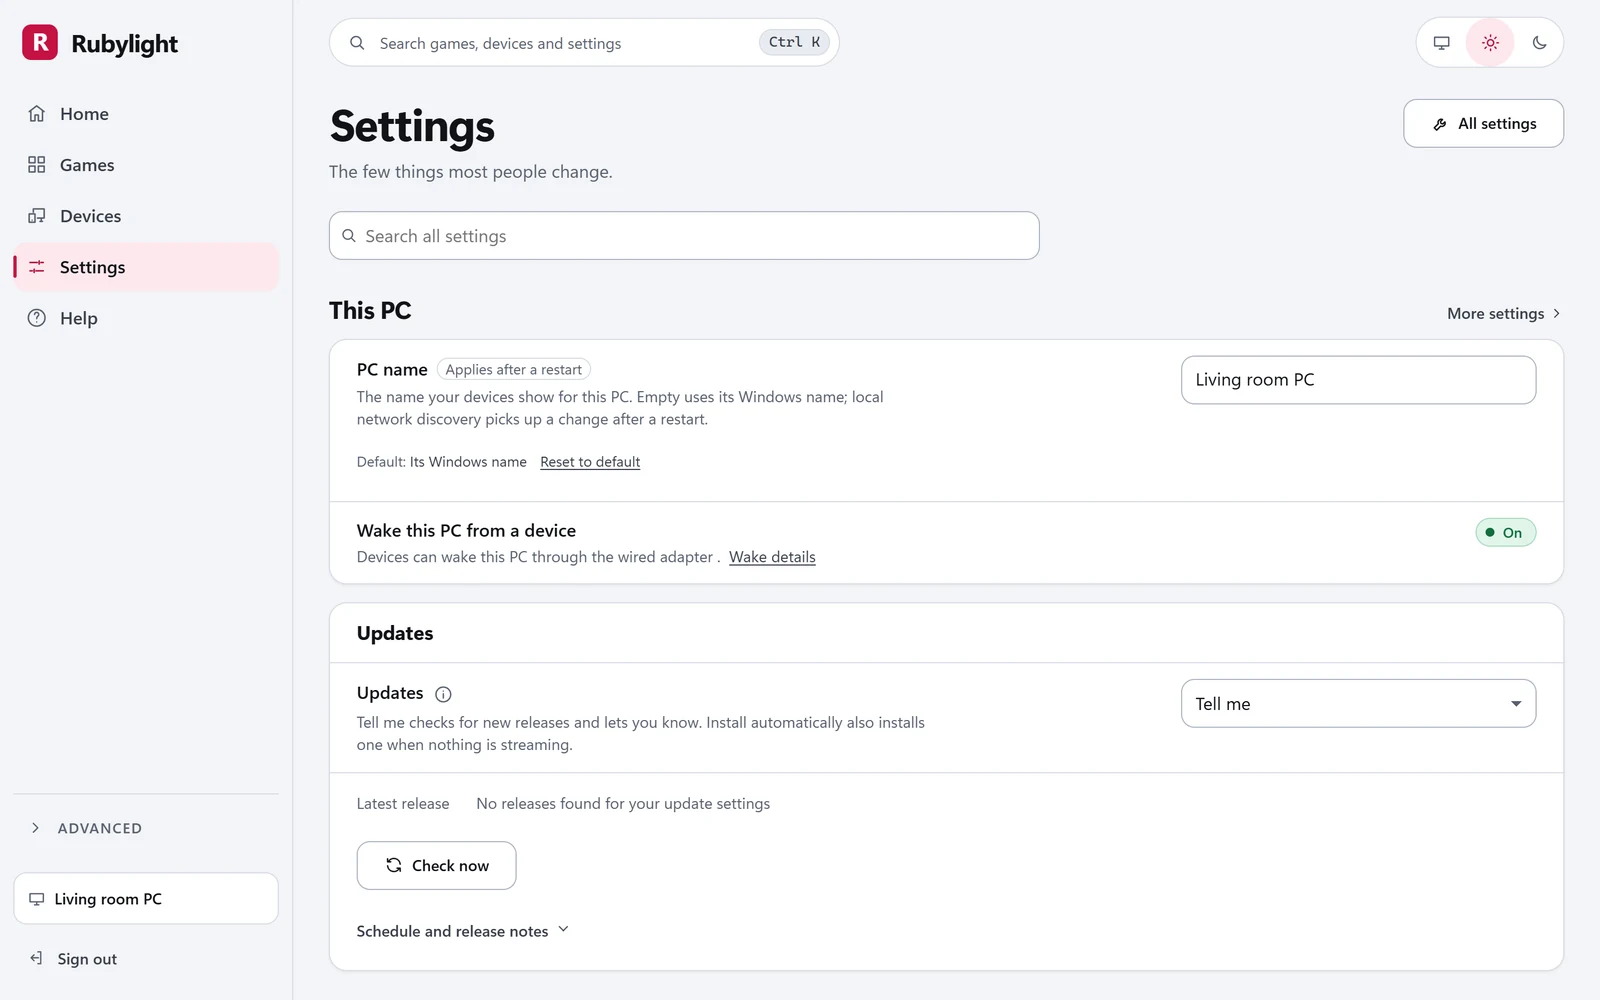 R Rubylight
Search games, devices and settings
Ctrl K
Home
Games
Devices
Settings
Help
Settings
All settings
The few things most people change.
Search all settings
This PC
More settings
PC name
Applies after a restart
Living room PC
The name your devices show for this PC. Empty uses its Windows name; local
network discovery picks up a change after a restart.
Default: Its Windows name
Reset to default
Wake this PC from a device
On
Devices can wake this PC through the wired adapter .
Wake details
Updates
Updates
Tell me
Tell me checks for new releases and lets you know. Install automatically also installs
one when nothing is streaming.
Latest release
No releases found for your update settings
Check now
Schedule and release notes
ADVANCED
Living room PC
Sign out